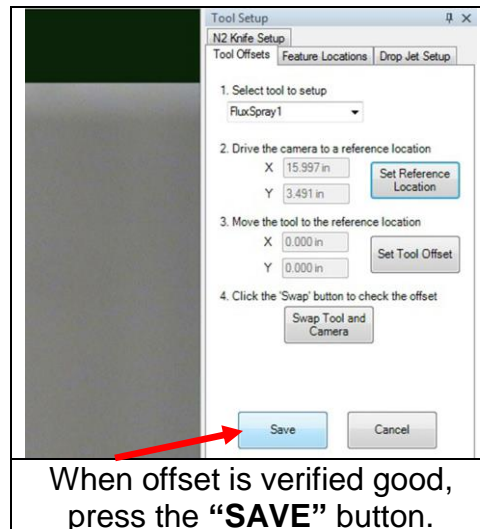 Tool Setup
N2 Knife Setup
Tool Offsets Feature Locations Drop Jet Setup
1. Select tool to setup
FluxSpray1
2. Drive the camera to a reference location
X 15.997 in
Set Reference
Location
Y 3.491 in
3. Move the tool to the reference location
X 0.000 in
Set Tool Offset
Y 0.000 in
4. Click the 'Swap' button to check the offset
Swap Tool and
Camera
Save Cancel
When offset is verified good,
press the “SAVE” button.